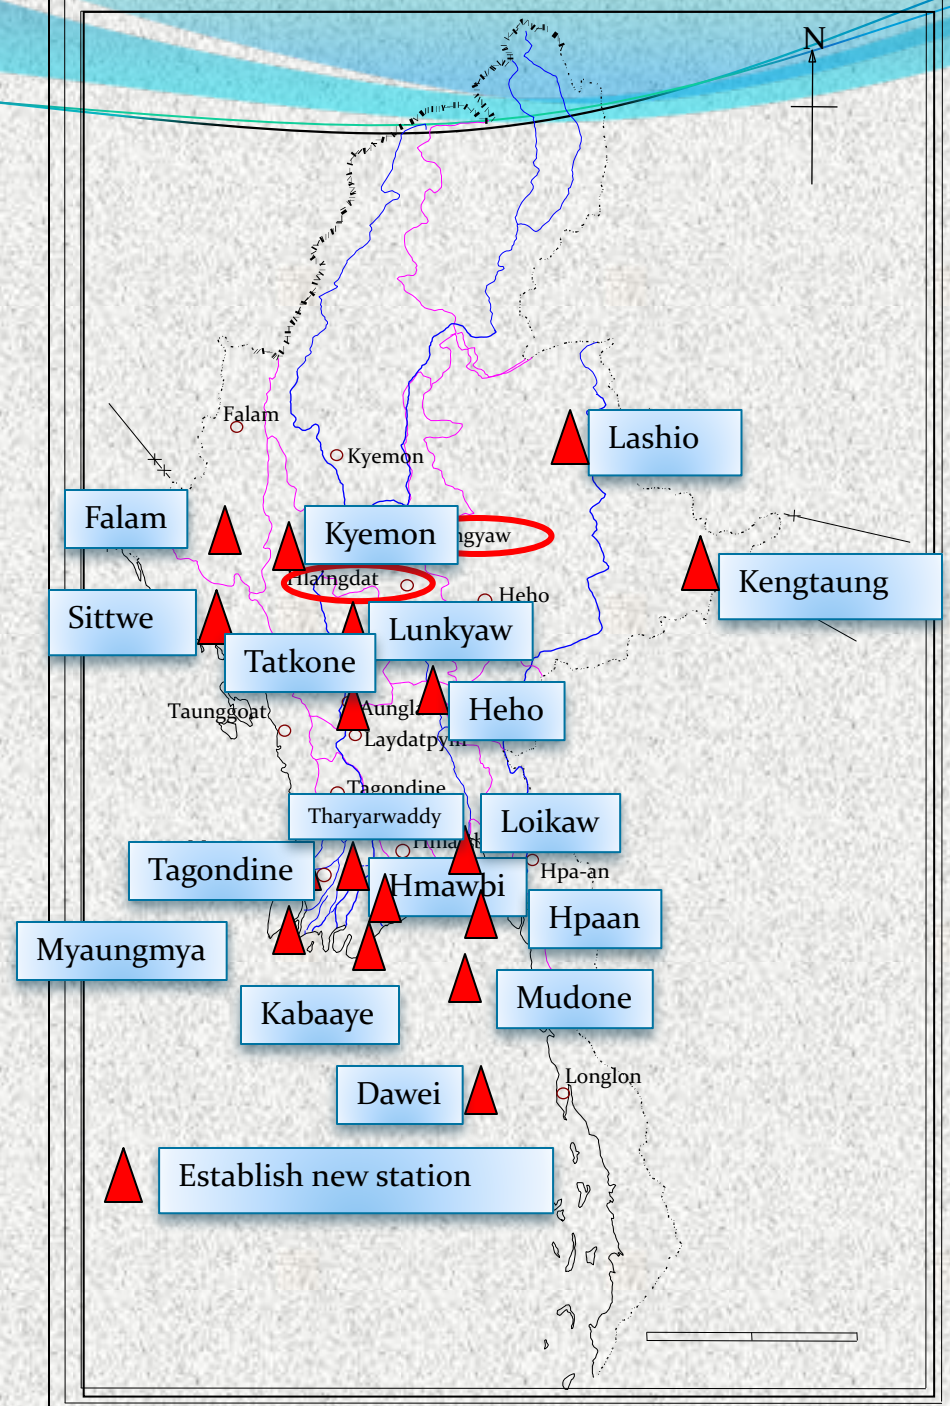 N
Falam
Lashio
Kyemon
Falam
Kyemon
Hlaingdat
Kengtaung
Heho
Sittwe
Lunkyaw
Tatkone
Heho
Taunggoat
Laydatpyin
Tagondine
Tharyarwaddy
Loikaw
Tagondine
Hpa-an
Hmawbi
Hpaan
Myaungmya
Mudone
Kabaaye
Longlon
Dawei
Establish new station